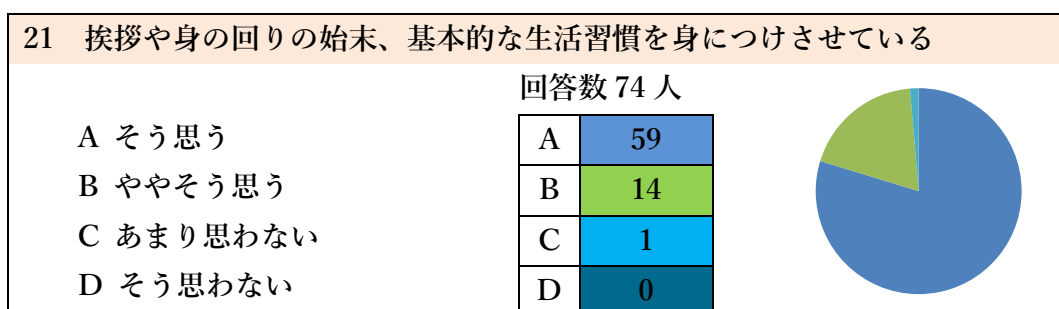 21 挨拶や身の回りの始末、基本的な生活習慣を身につけさせている
回答数 74 人
A そう思う
B ややそう思う
C あまり思わない
D そう思わない
A 59
B 14
C 1
D 0